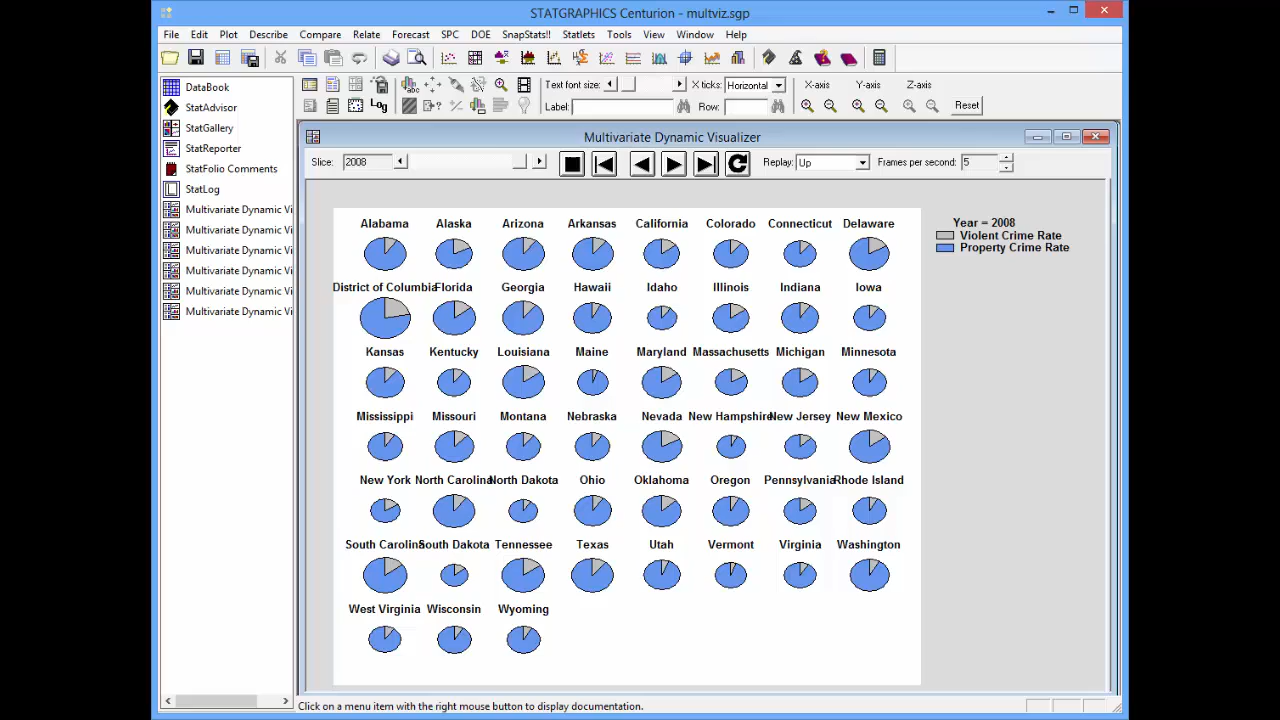 STATGRAPHICS Centurion - multviz.sgp
File Edit Plot Describe Compare Relate Forecast SPC DOE SnapStats!! Statlets Tools View Window Help
Text font size: X ticks: Horizontal X-axis Y-axis Z-axis
Log Label: Row: Reset
DataBook
StatAdvisor
StatGallery
StatReporter
StatFolio Comments
StatLog
Multivariate Dynamic Vi
Multivariate Dynamic Vi
Multivariate Dynamic Vi
Multivariate Dynamic Vi
Multivariate Dynamic Vi
Multivariate Dynamic Vi
Multivariate Dynamic Visualizer
Slice: 2008 Replay: Up Frames per second: 5
Alabama Alaska Arizona Arkansas California Colorado Connecticut Delaware
District of Columbia Florida Georgia Hawaii Idaho Illinois Indiana Iowa
Kansas Kentucky Louisiana Maine Maryland Massachusetts Michigan Minnesota
Mississippi Missouri Montana Nebraska Nevada New Hampshire New Jersey New Mexico
New York North Carolina North Dakota Ohio Oklahoma Oregon Pennsylvania Rhode Island
South Carolina South Dakota Tennessee Texas Utah Vermont Virginia Washington
West Virginia Wisconsin Wyoming
Year = 2008
Violent Crime Rate
Property Crime Rate
Click on a menu item with the right mouse button to display documentation.